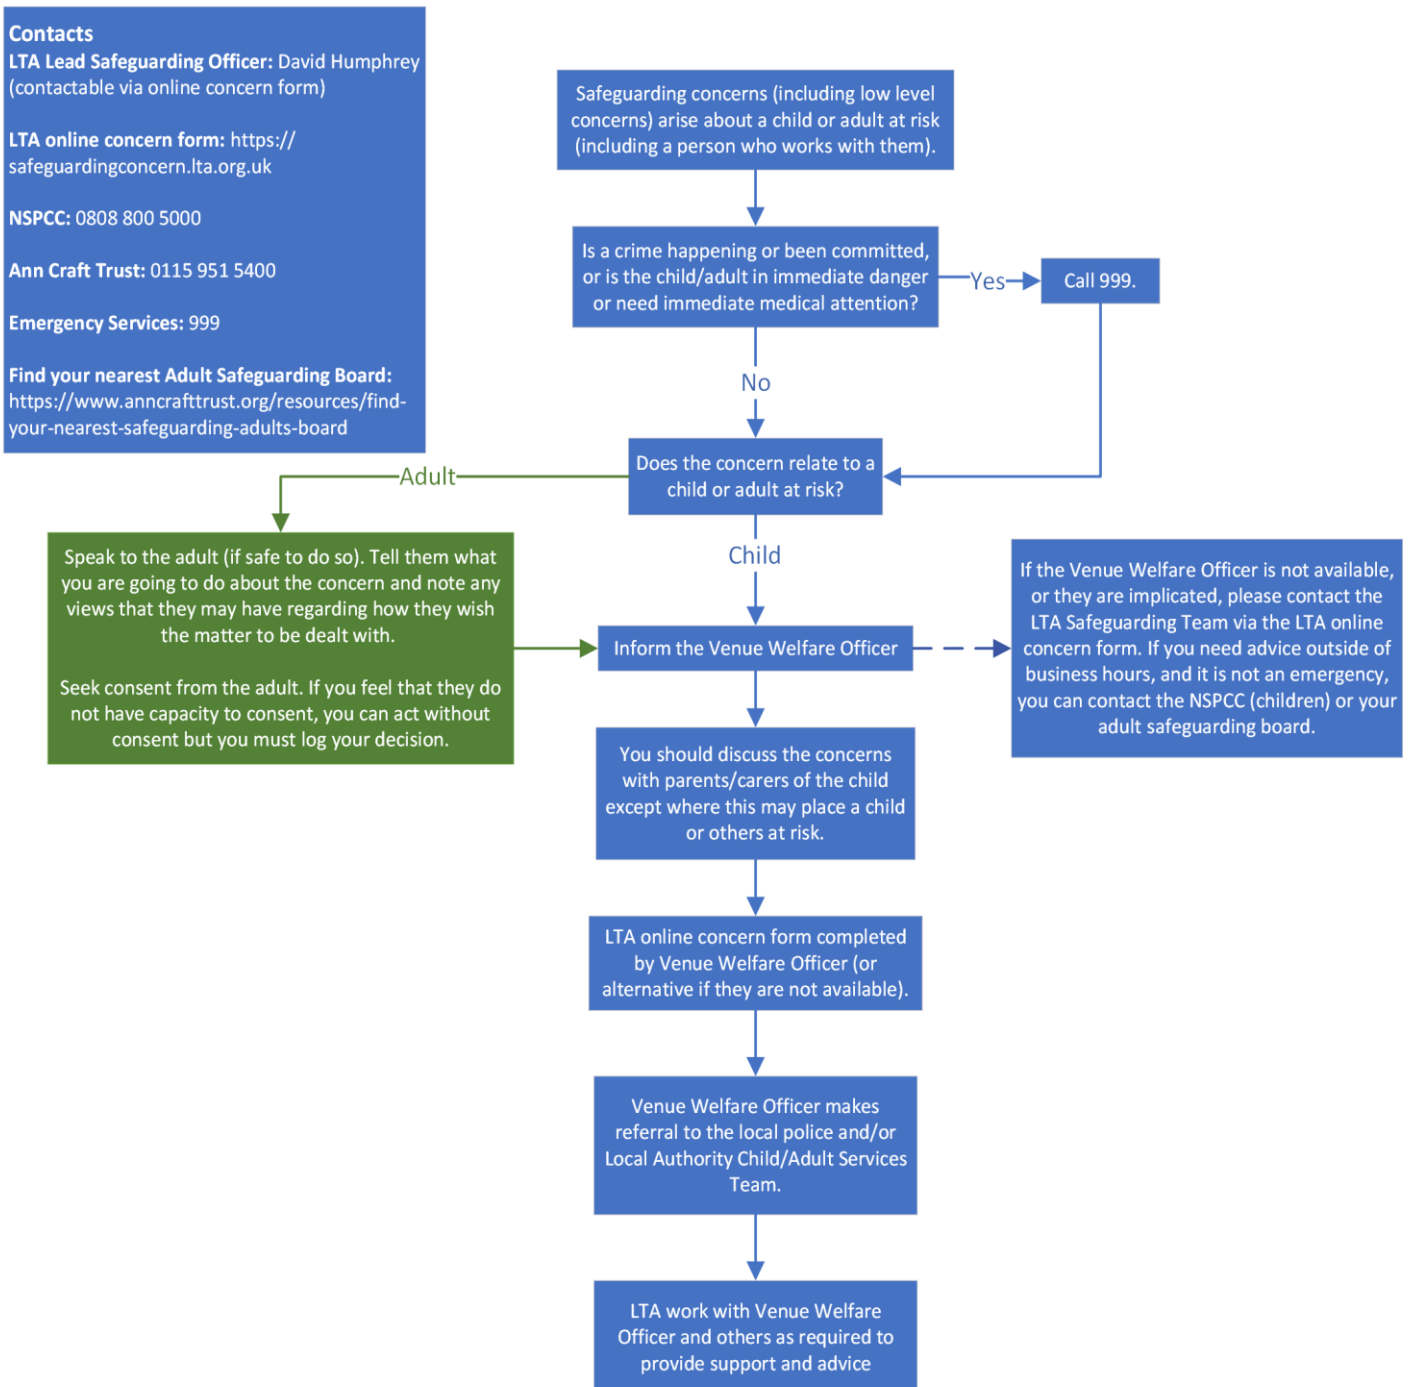 Contacts
LTA Lead Safeguarding Officer: David Humphrey
(contactable via online concern form)
LTA online concern form: https://
safeguardingconcern.lta.org.uk
NSPCC: 0808 800 5000
Ann Craft Trust: 0115 951 5400
Emergency Services: 999
Find your nearest Adult Safeguarding Board:
https://www.anncrafttrust.org/resources/find-
your-nearest-safeguarding-adults-board
Safeguarding concerns (including low level
concerns) arise about a child or adult at risk
(including a person who works with them).
Is a crime happening or been committed,
or is the child/adult in immediate danger
or need immediate medical attention?
Yes
Call 999.
No
Does the concern relate to a
child or adult at risk?
Adult
Speak to the adult (if safe to do so). Tell them what
you are going to do about the concern and note any
views that they may have regarding how they wish
the matter to be dealt with.
Seek consent from the adult. If you feel that they do
not have capacity to consent, you can act without
consent but you must log your decision.
Child
Inform the Venue Welfare Officer
If the Venue Welfare Officer is not available,
or they are implicated, please contact the
LTA Safeguarding Team via the LTA online
concern form. If you need advice outside of
business hours, and it is not an emergency,
you can contact the NSPCC (children) or your
adult safeguarding board.
You should discuss the concerns
with parents/carers of the child
except where this may place a child
or others at risk.
LTA online concern form completed
by Venue Welfare Officer (or
alternative if they are not available).
Venue Welfare Officer makes
referral to the local police and/or
Local Authority Child/Adult Services
Team.
LTA work with Venue Welfare
Officer and others as required to
provide support and advice